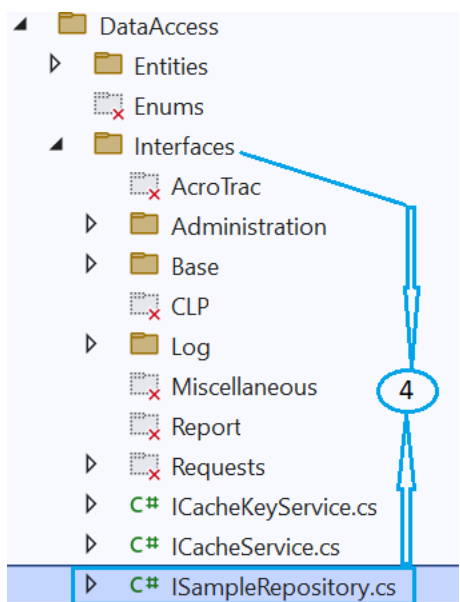 DataAccess
Entities
Enums
Interfaces
AcroTrac
Administration
Base
CLP
Log
Miscellaneous
4
Report
Requests
C# ICacheKeyService.cs
C# ICacheService.cs
C# ISampleRepository.cs